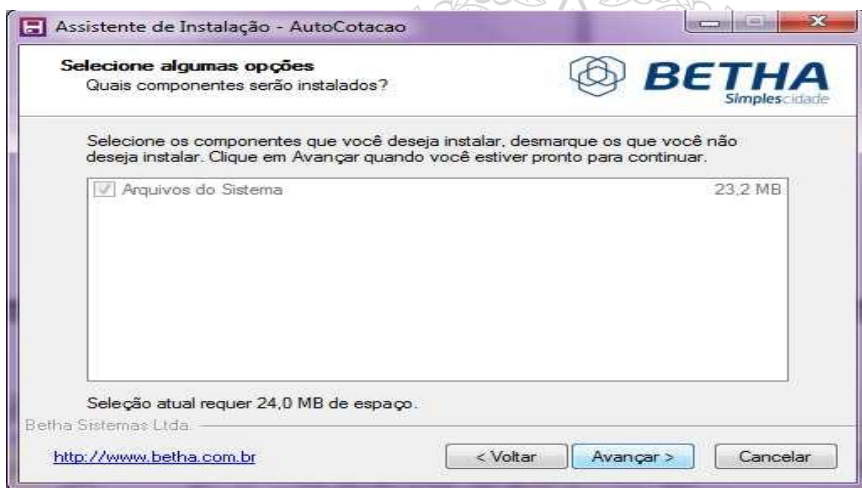 Assistente de Instalação - AutoCotacao
Selecione algumas opções
Quais componentes serão instalados?
BETHA
Simplescidade
Selecione os componentes que você deseja instalar, desmarque os que você não
deseja instalar. Clique em Avançar quando você estiver pronto para continuar.
Arquivos do Sistema 23,2 MB
Seleção atual requer 24,0 MB de espaço.
Betha Sistemas Ltda.
http://www.betha.com.br
< Voltar Avançar > Cancelar